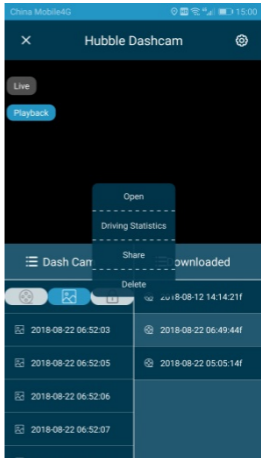 China Mobile4G 15:00
Hubble Dashcam
Live
Playback
Open
Driving Statistics
Share
Delete
Dash Cam
ownloaded
2018-08-12 14:14:21f
2018-08-22 06:52:03
2018-08-22 06:49:44f
2018-08-22 06:52:05
2018-08-22 05:05:14f
2018-08-22 06:52:06
2018-08-22 06:52:07